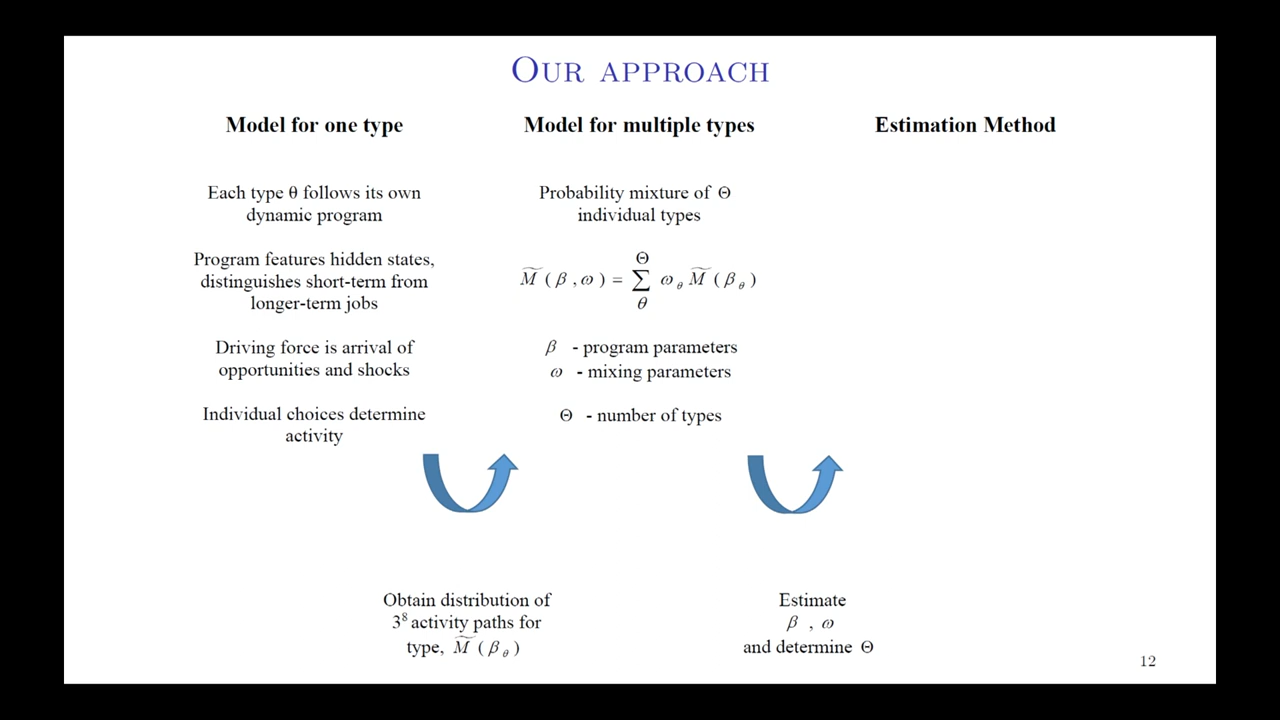 OUR APPROACH
Model for one type
Each type θ follows its own
dynamic program
Program features hidden states,
distinguishes short-term from
longer-term jobs
Driving force is arrival of
opportunities and shocks
Individual choices determine
activity
Model for multiple types
Probability mixture of Θ
individual types
M̃ ( β , ω ) = ∑_θ^Θ ω_θ M̃ ( β_θ )
β - program parameters
ω - mixing parameters
Θ - number of types
Estimation Method
Obtain distribution of
3⁸ activity paths for
type, M̃ ( β_θ )
Estimate
β , ω
and determine Θ
12